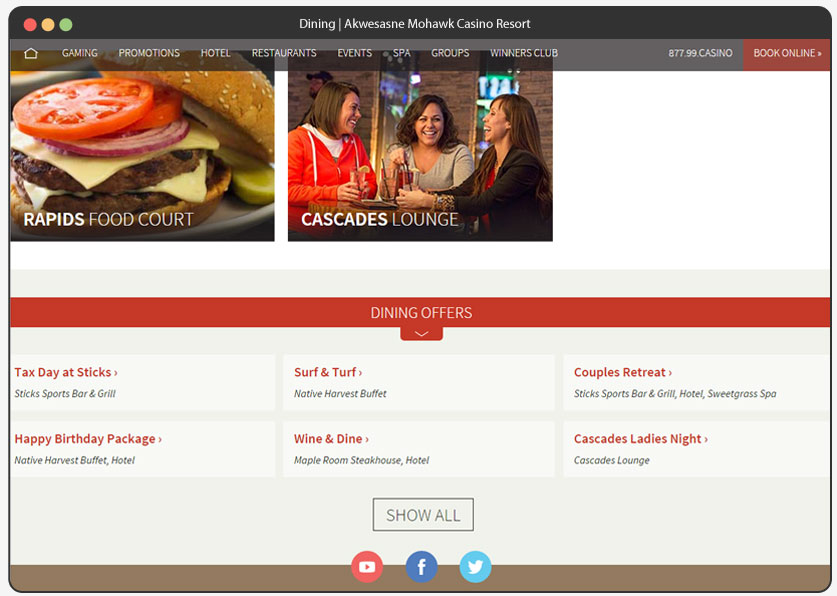 Dining | Akwesasne Mohawk Casino Resort
GAMING PROMOTIONS HOTEL RESTAURANTS EVENTS SPA GROUPS WINNERS CLUB 877.99.CASINO BOOK ONLINE »
RAPIDS FOOD COURT CASCADES LOUNGE
DINING OFFERS
Tax Day at Sticks › Surf & Turf › Couples Retreat ›
Sticks Sports Bar & Grill Native Harvest Buffet Sticks Sports Bar & Grill, Hotel, Sweetgrass Spa
Happy Birthday Package › Wine & Dine › Cascades Ladies Night ›
Native Harvest Buffet, Hotel Maple Room Steakhouse, Hotel Cascades Lounge
SHOW ALL